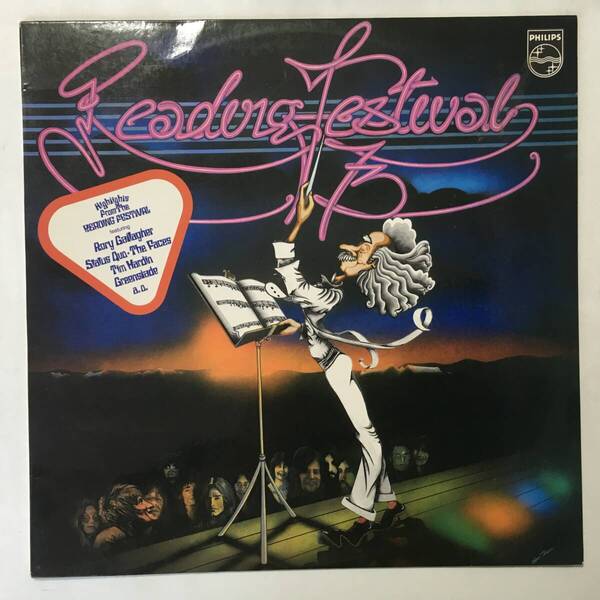 PHILIPS
Reading Festival
73
Highlights
from The
READING FESTIVAL
featuring
Rory Gallagher
Status Quo · The Faces
Tim Hardin
Greenslade
a.o.